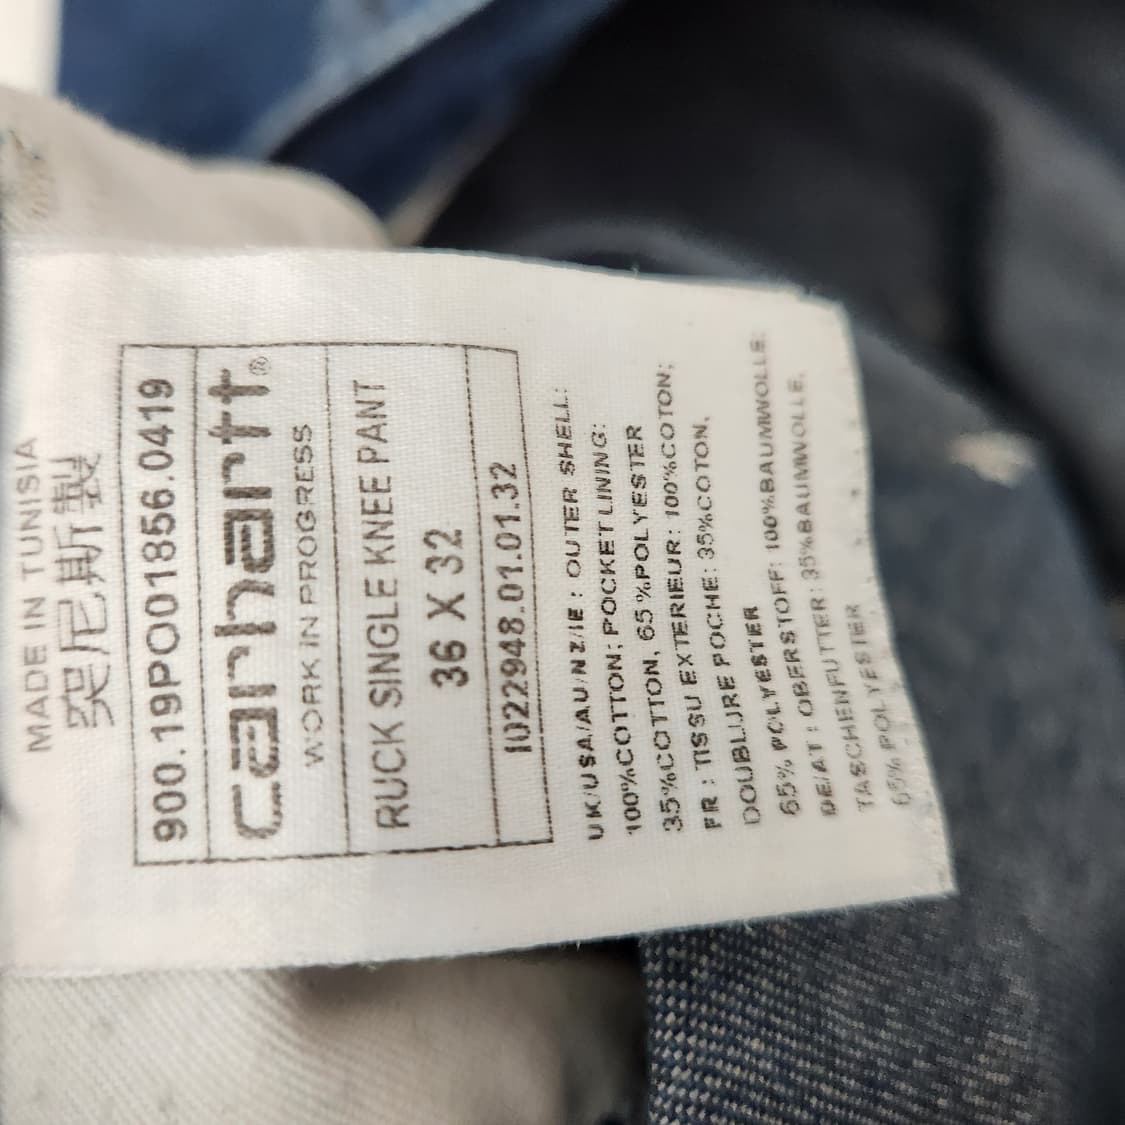 MADE IN TUNISIA
突尼斯製
900.19PO01856.0419
carhartt®
WORK IN PROGRESS
RUCK SINGLE KNEE PANT
36 X 32
I022948.01.01.32
UK/USA/AU/NZ/IE : OUTER SHELL:
100%COTTON; POCKET LINING:
35%COTTON, 65%POLYESTER
FR : TISSU EXTERIEUR: 100%COTON;
DOUBLURE POCHE: 35%COTON,
65% POLYESTER
DE/AT : OBERSTOFF: 100%BAUMWOLLE;
TASCHENFUTTER: 35%BAUMWOLLE,
65%POLYESTER